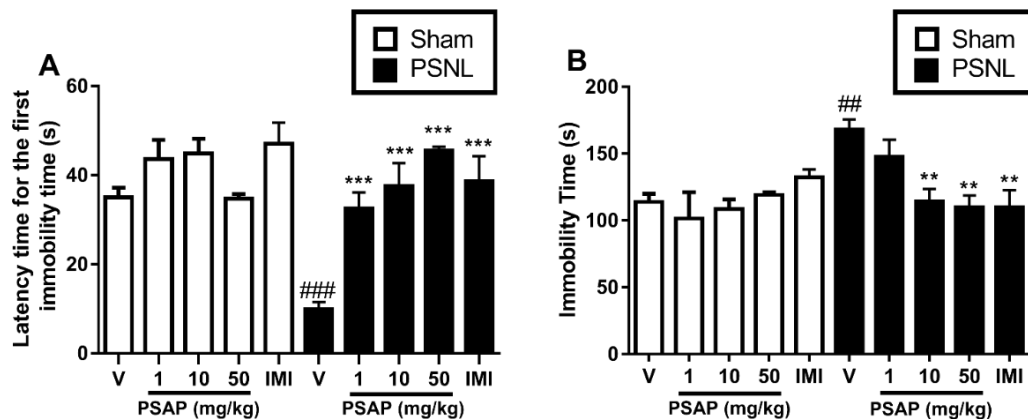 A
Sham
PSNL
Latency time for the first
immobility time (s)
60
40
20
0
###
***
***
***
***
V
1
10
50
IMI
V
1
10
50
IMI
PSAP (mg/kg)
PSAP (mg/kg)
B
Sham
PSNL
Immobility Time (s)
200
150
100
50
0
##
**
**
**
V
1
10
50
IMI
V
1
10
50
IMI
PSAP (mg/kg)
PSAP (mg/kg)